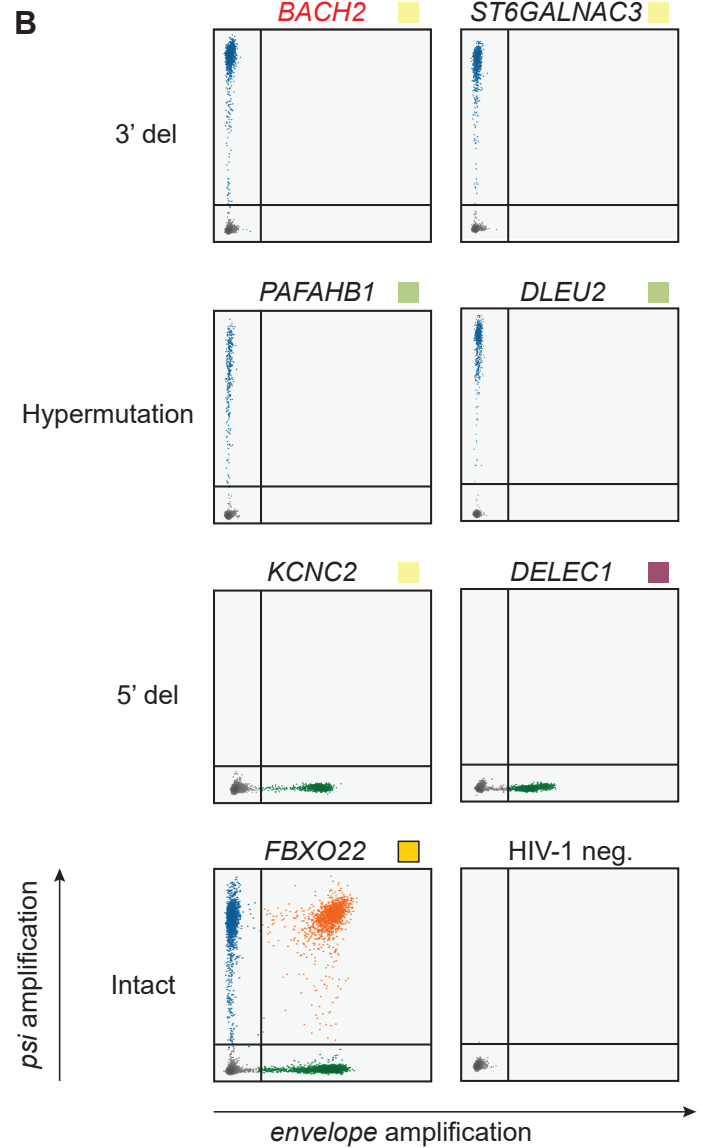 B
BACH2
ST6GALNAC3
3' del
PAFAHB1
DLEU2
Hypermutation
KCNC2
DELEC1
5' del
FBXO22
HIV-1 neg.
Intact
psi amplification
envelope amplification